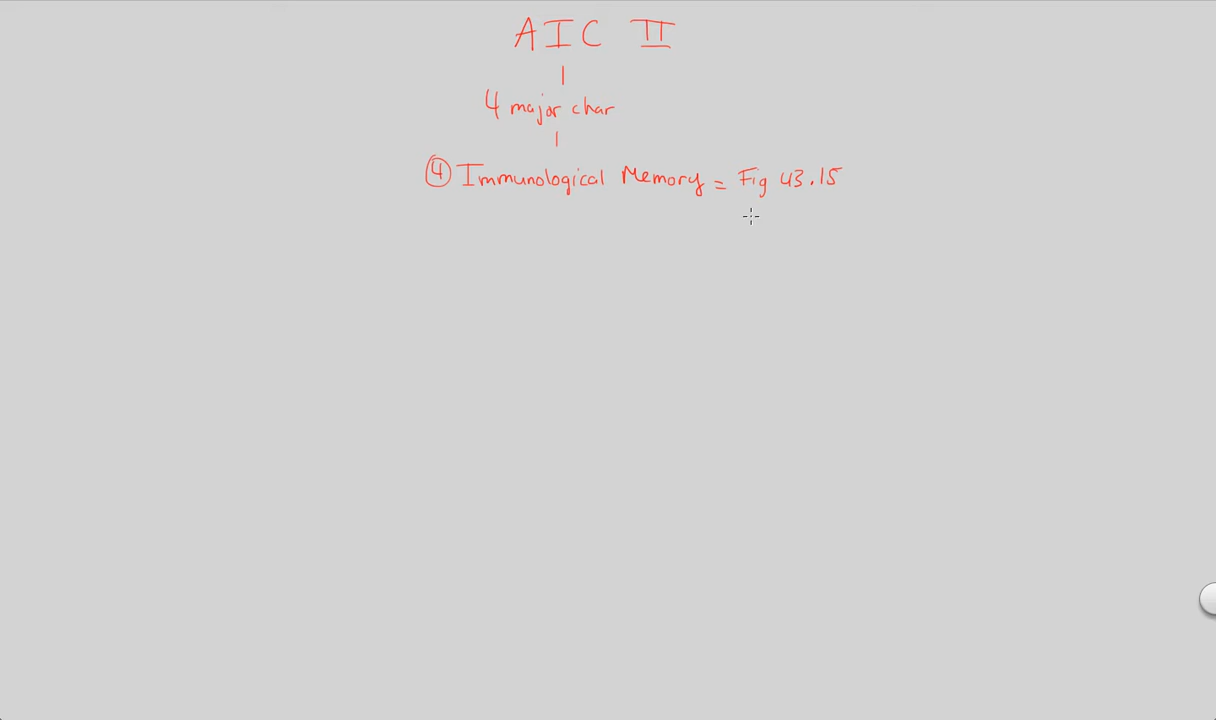 AIC II
4 major char
④ Immunological Memory = Fig 43.15